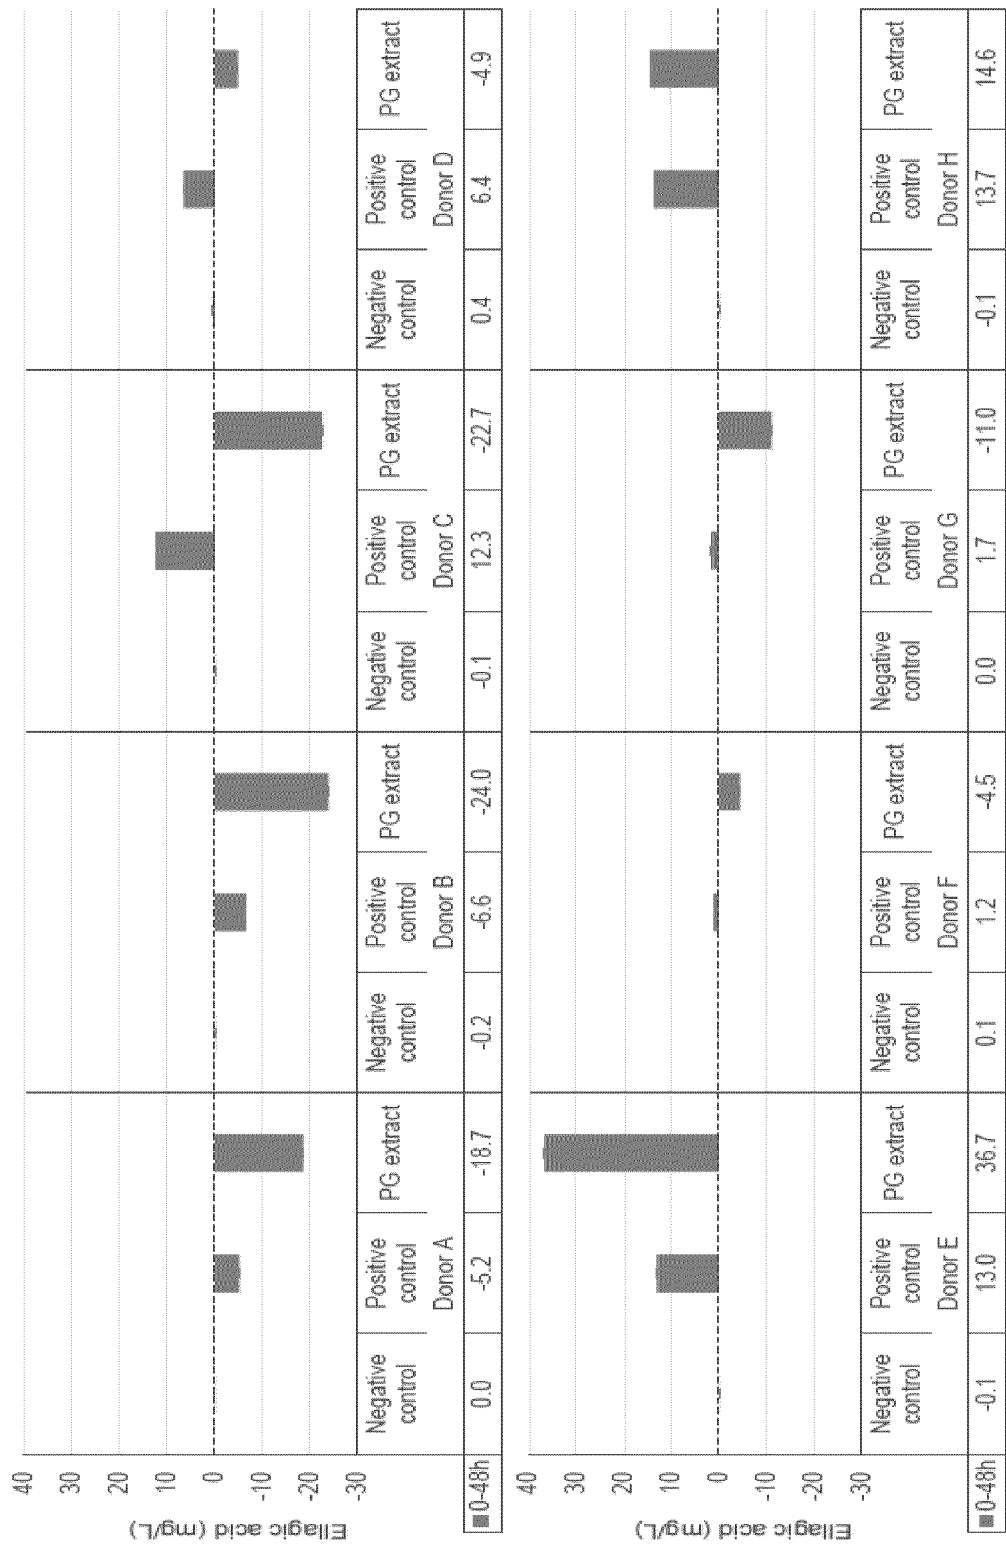 Ellagic acid (mg/L)
40
30
20
10
0
-10
-20
-30
Negative control Positive control PG extract Negative control Positive control PG extract Negative control Positive control PG extract Negative control Positive control PG extract
Donor A Donor B Donor C Donor D
0-48h 0.0 -5.2 -18.7 -0.2 -6.6 -24.0 -0.1 12.3 -22.7 0.4 6.4 -4.9
Ellagic acid (mg/L)
40
30
20
10
0
-10
-20
-30
Negative control Positive control PG extract Negative control Positive control PG extract Negative control Positive control PG extract Negative control Positive control PG extract
Donor E Donor F Donor G Donor H
0-48h -0.1 13.0 36.7 0.1 1.2 -4.5 0.0 1.7 -11.0 -0.1 13.7 14.6